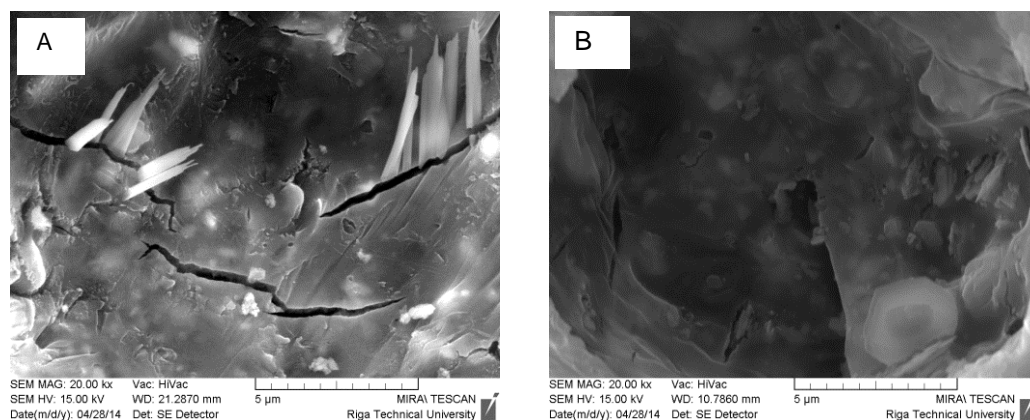 A
SEM MAG: 20.00 kx Vac: HiVac
SEM HV: 15.00 kV WD: 21.2870 mm 5 µm MIRA\ TESCAN
Date(m/d/y): 04/28/14 Det: SE Detector Riga Technical University
B
SEM MAG: 20.00 kx Vac: HiVac
SEM HV: 15.00 kV WD: 10.7860 mm 5 µm MIRA\ TESCAN
Date(m/d/y): 04/28/14 Det: SE Detector Riga Technical University